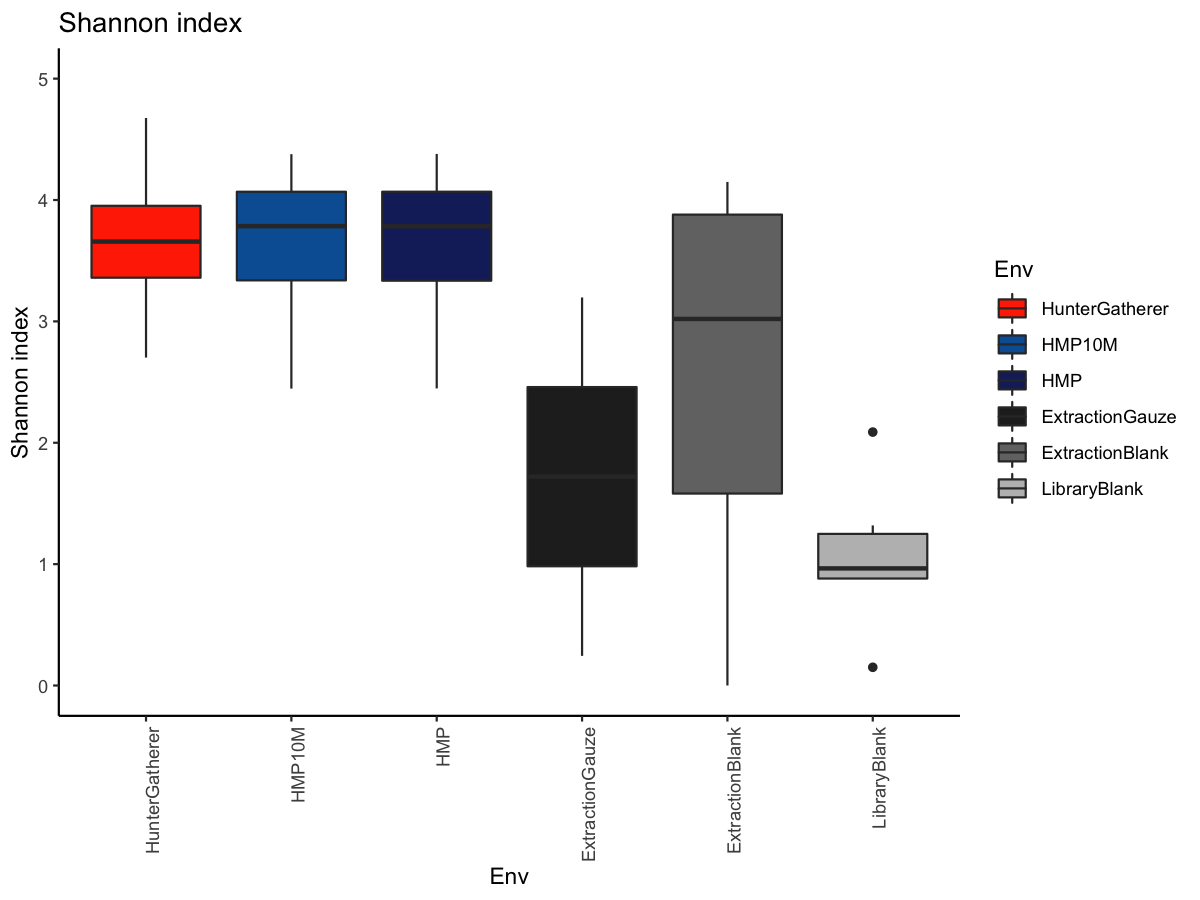 Shannon index
Shannon index
5
4
3
2
1
0
HunterGatherer
HMP10M
HMP
ExtractionGauze
ExtractionBlank
LibraryBlank
Env
Env
HunterGatherer
HMP10M
HMP
ExtractionGauze
ExtractionBlank
LibraryBlank